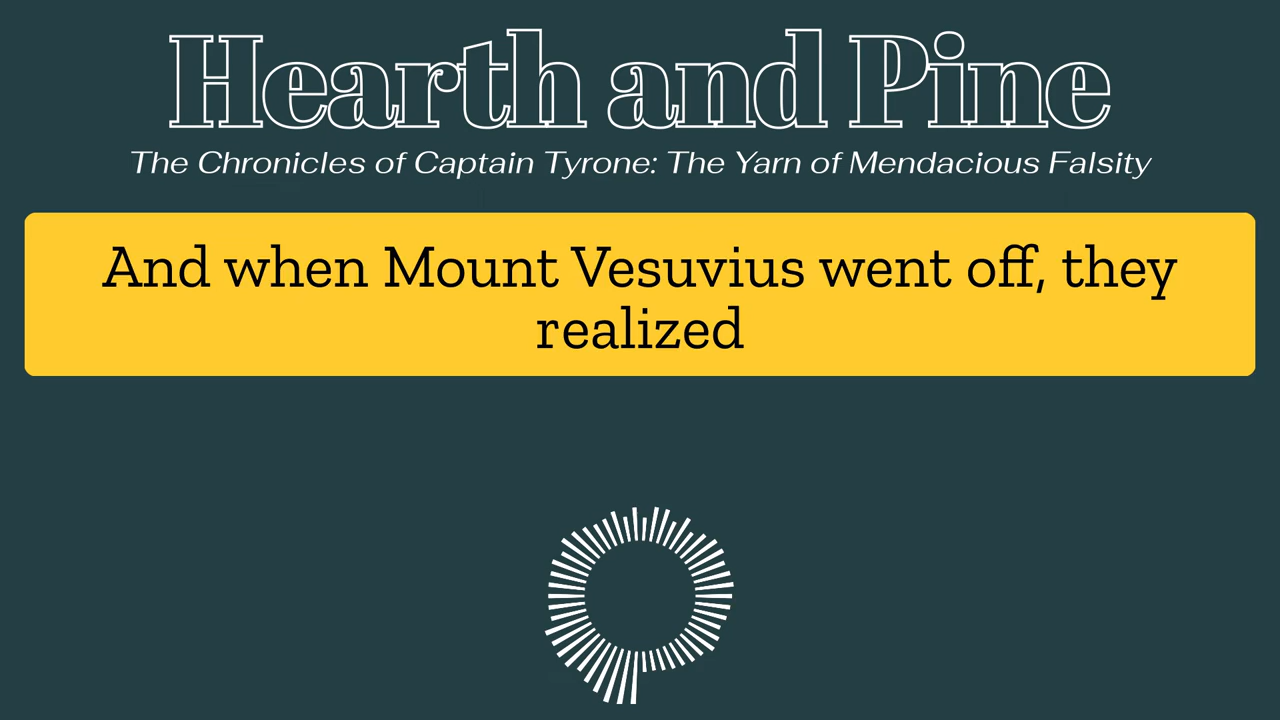 Hearth and Pine
The Chronicles of Captain Tyrone: The Yarn of Mendacious Falsity
And when Mount Vesuvius went off, they
realized